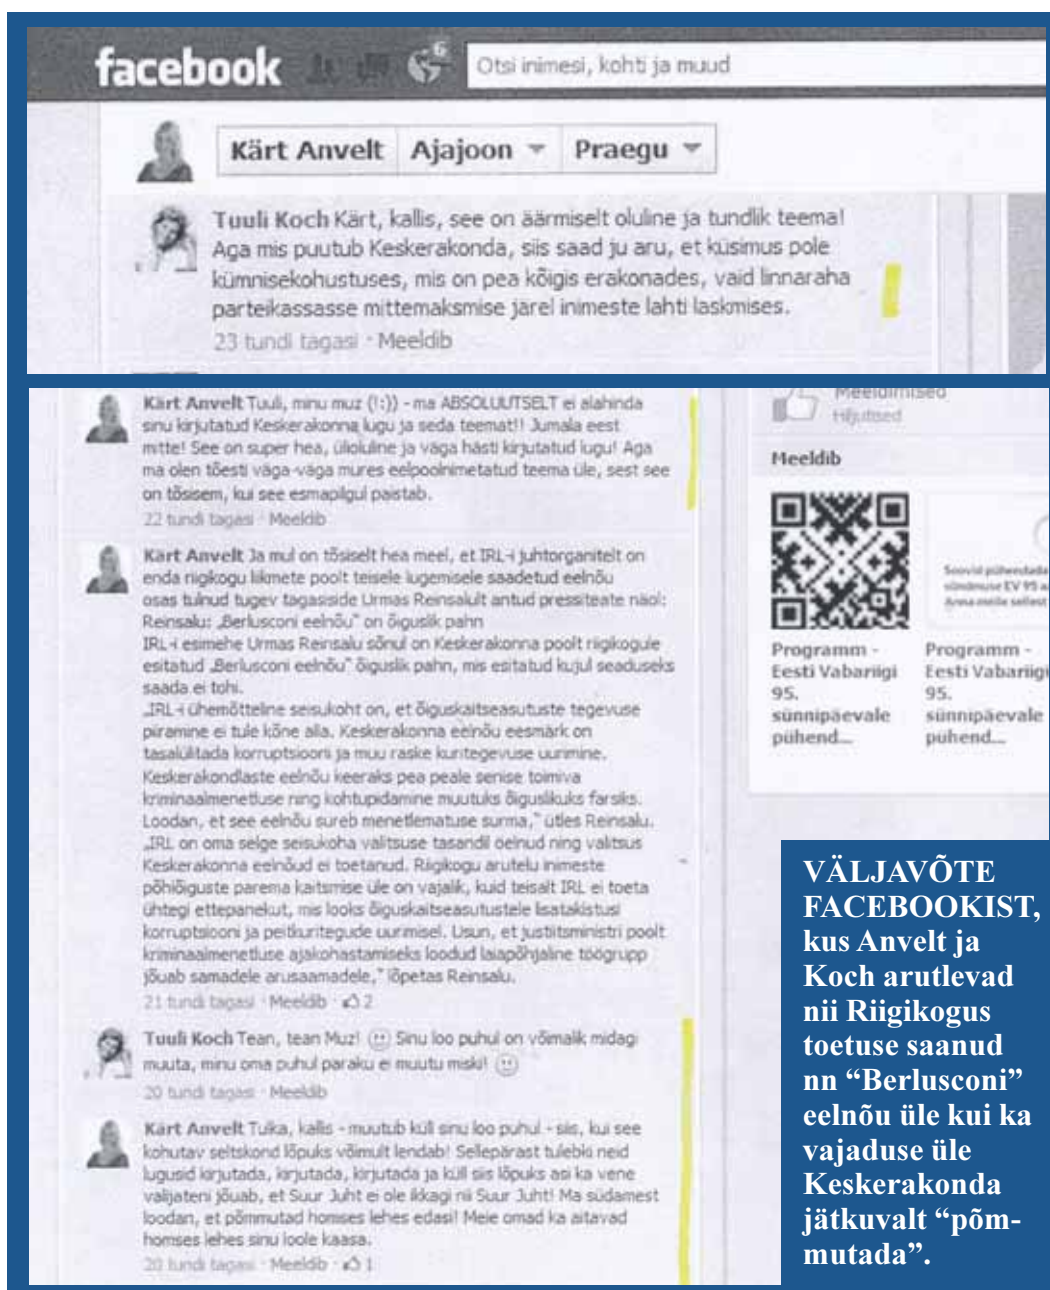 facebook
6
Otsi inimesi, kohti ja muud
Kärt Anvelt Ajajoon Praegu
Tuuli Koch Kärt, kallis, see on äärmiselt oluline ja tundlik teema!
Aga mis puutub Keskerakonda, siis saad ju aru, et küsimus pole
kümnisekohustuses, mis on pea kõigis erakonades, vaid linnaraha
parteikassasse mittemaksmise järel inimeste lahti laskmises.
23 tundi tagasi · Meeldib
Kärt Anvelt Tuuli, minu muz (!:)) - ma ABSOLUUTSELT ei alahinda
sinu kirjutatud Keskerakonna lugu ja seda teemat!! Jumala eest
mitte! See on super hea, ülioluline ja väga hästi kirjutatud lugu! Aga
ma olen tõesti väga-väga mures eelpoolnimetatud teema üle, sest see
on tõsisem, kui see esmapilgul paistab.
22 tundi tagasi · Meeldib
Kärt Anvelt Ja mul on tõsiselt hea meel, et IRL-i juhtorganitelt on
enda riigikogu liikmete poolt teisele lugemisele saadetud eelnõu
osas tulnud tugev tagasiside Urmas Reinsalult antud pressiteate näol:
Reinsalu: „Berlusconi eelnõu" on õiguslik pahn
IRL-i esimehe Urmas Reinsalu sõnul on Keskerakonna poolt riigikogule
esitatud „Berlusconi eelnõu" õiguslik pahn, mis esitatud kujul seaduseks
saada ei tohi.
„IRL-i ühemõtteline seisukoht on, et õiguskaitseasutuste tegevuse
piiramine ei tule kõne alla. Keskerakonna eelnõu eesmärk on
tasalülitada korruptsiooni ja muu raske kuritegevuse uurimine.
Keskerakondlaste eelnõu keeraks pea peale senise toimiva
kriminaalmenetluse ning kohtupidamine muutuks õiguslikuks farsiks.
Loodan, et see eelnõu sureb menetlematuse surma," ütles Reinsalu.
„IRL on oma selge seisukoha valitsuse tasandil öelnud ning valitsus
Keskerakonna eelnõud ei toetanud. Riigikogu arutelu inimeste
põhiõiguste parema kaitsmise üle on vajalik, kuid teisalt IRL ei toeta
ühtegi ettepanekut, mis looks õiguskaitseasutustele lisatakistusi
korruptsiooni ja peitkuritegude uurimisel. Usun, et justiitsministri poolt
kriminaalmenetluse ajakohastamiseks loodud laiapõhjaline töögrupp
jõuab samadele arusaamadele," lõpetas Reinsalu.
21 tundi tagasi · Meeldib · 2
Tuuli Koch Tean, tean Muz! Sinu loo puhul on võimalik midagi
muuta, minu oma puhul paraku ei muutu miski!
20 tundi tagasi · Meeldib
Kärt Anvelt Tulka, kallis - muutub küll sinu loo puhul - siis, kui see
kohutav seltskond lõpuks võimult lendab! Sellepärast tulebki neid
lugusid kirjutada, kirjutada, kirjutada ja küll siis lõpuks asi ka vene
valijateni jõuab, et Suur Juht ei ole ikkagi nii Suur Juht! Ma südamest
loodan, et põmmutad homses lehes edasi! Meie omad ka aitavad
homses lehes sinu loole kaasa.
20 tundi tagasi · Meeldib · 1
Meeldimised
Hiljutised
Meeldib
Soovid pühendada
sündmuse EV 95
Anna meile sellest
Programm -
Eesti Vabariigi
95.
sünnipäevale
pühend...
Programm -
Eesti Vabariigi
95.
sünnipäevale
pühend...
VÄLJAVÕTE
FACEBOOKIST,
kus Anvelt ja
Koch arutlevad
nii Riigikogus
toetuse saanud
nn “Berlusconi”
eelnõu üle kui ka
vajaduse üle
Keskerakonda
jätkuvalt “põm-
mutada”.